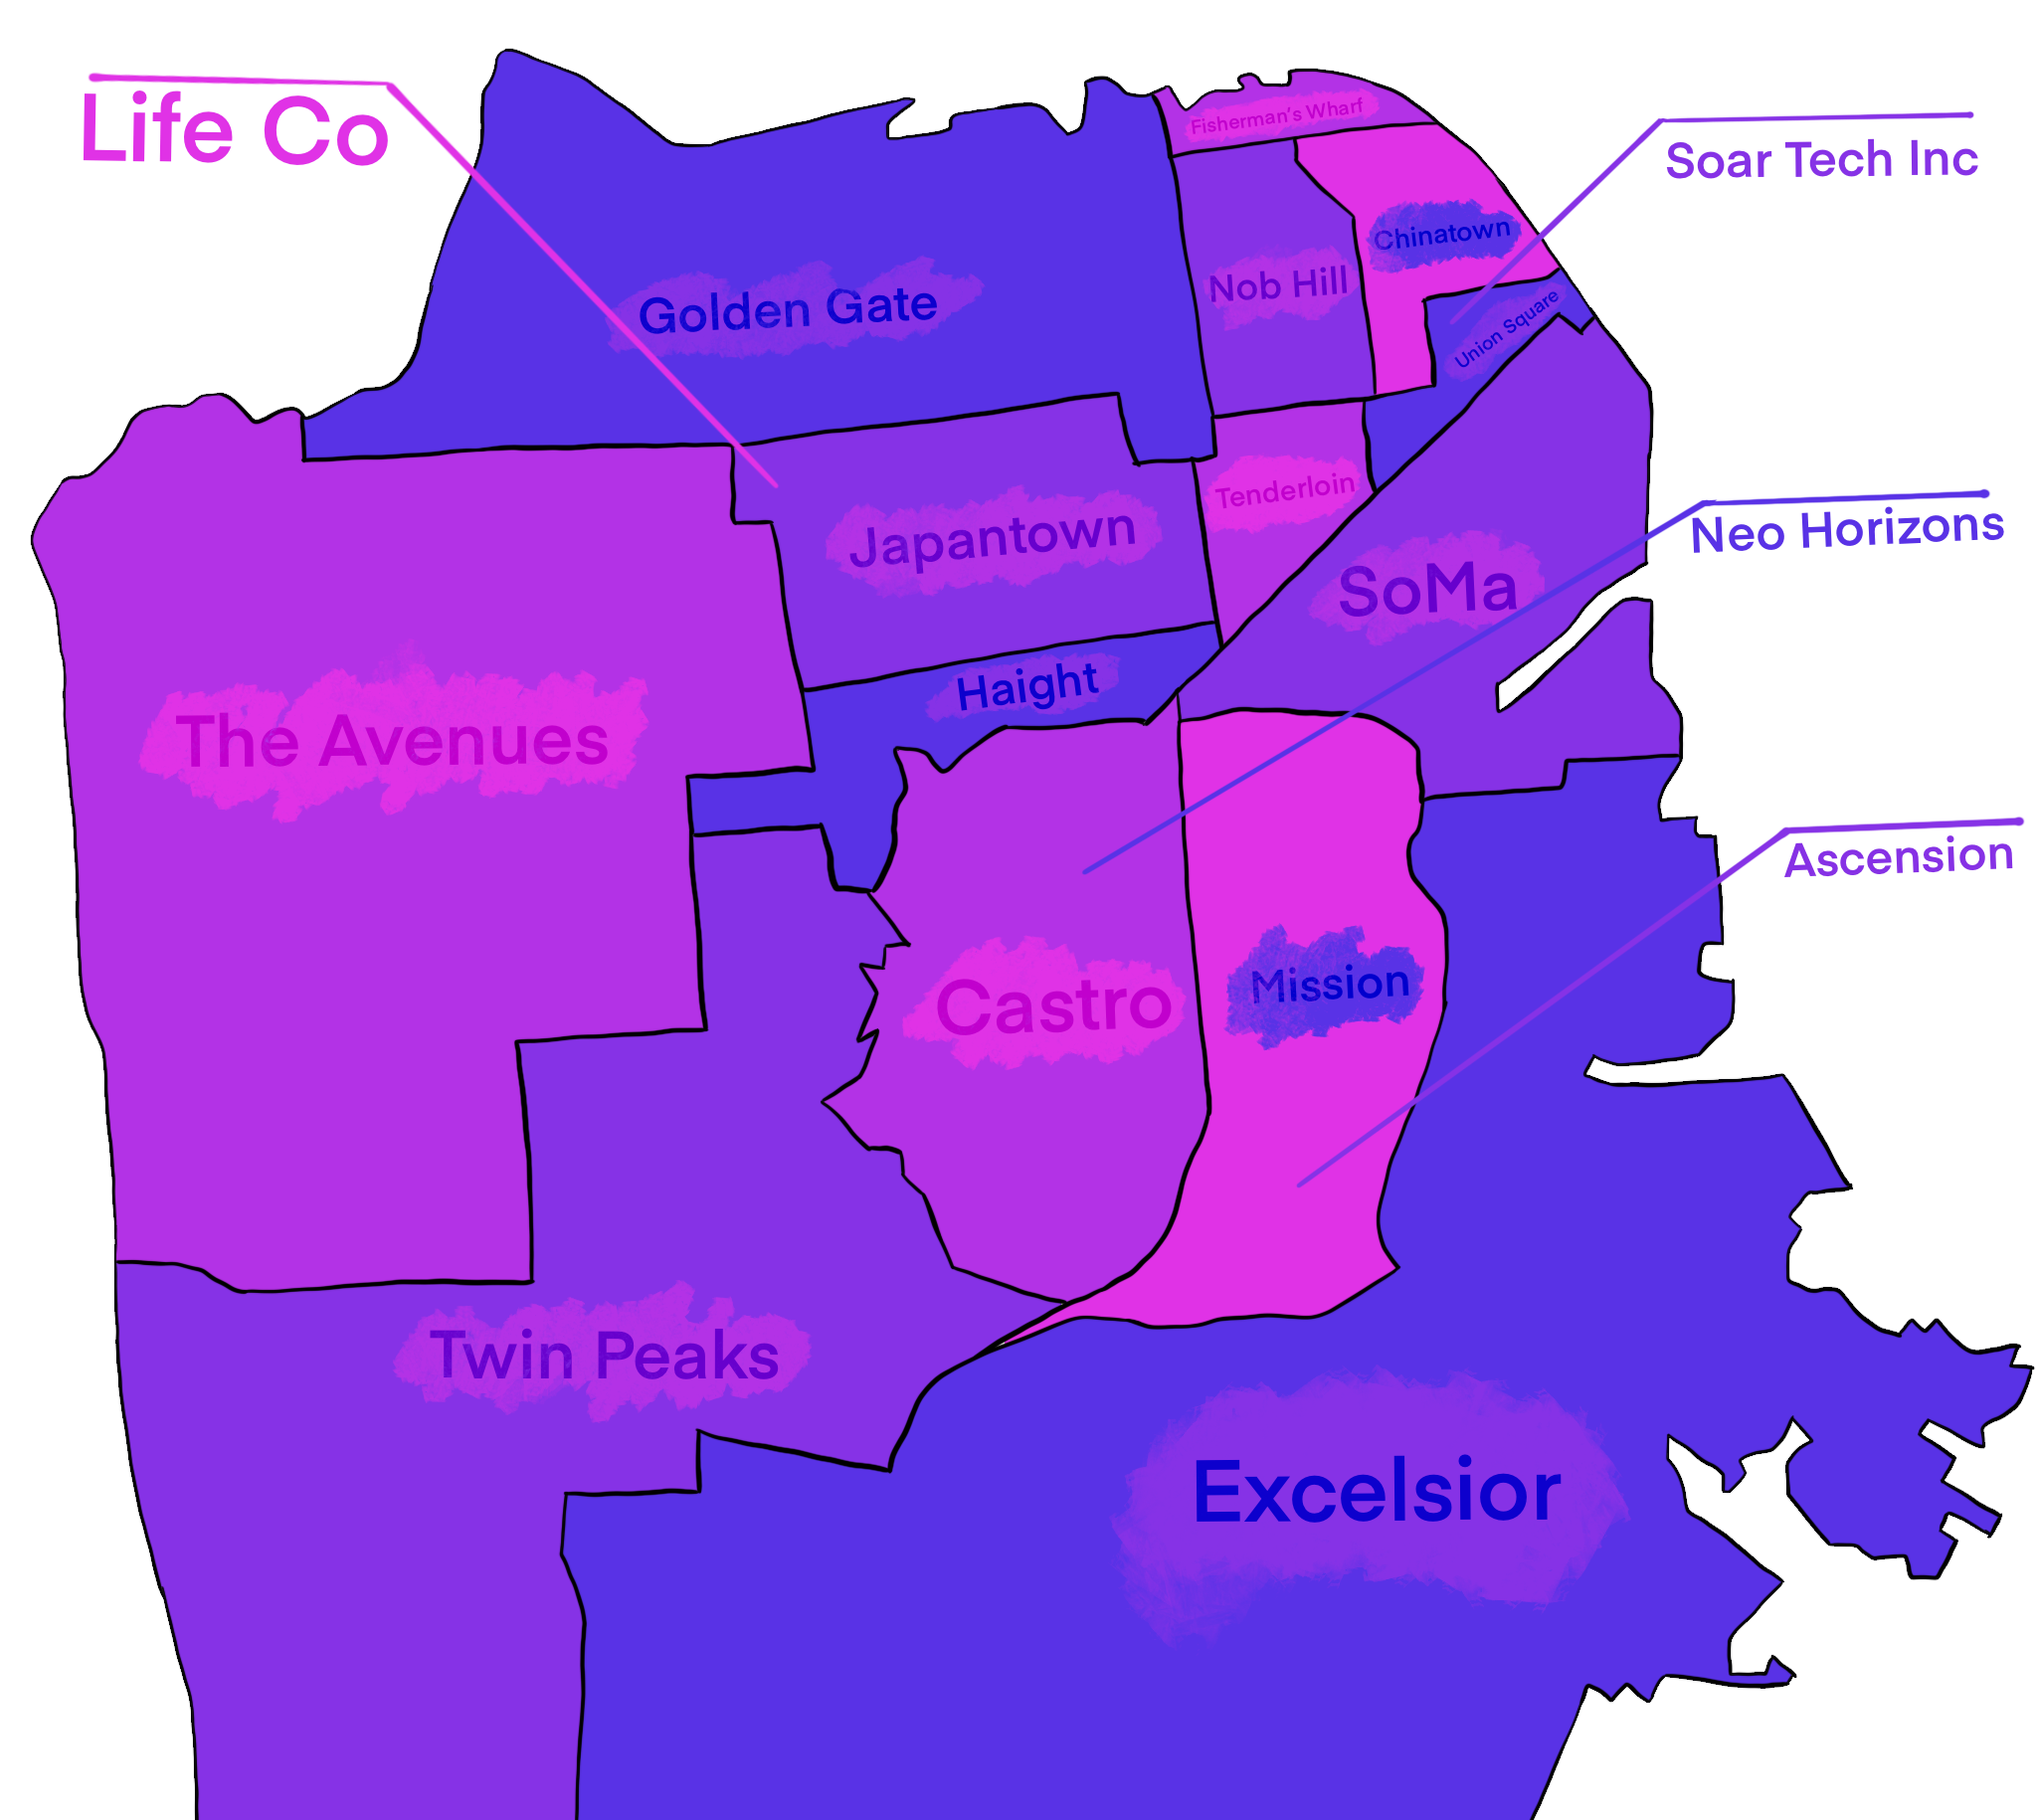 Life Co
Fisherman's Wharf
Soar Tech Inc
Chinatown
Golden Gate
Nob Hill
Union Square
Tenderloin
Japantown
Neo Horizons
SoMa
Haight
The Avenues
Ascension
Castro
Mission
Twin Peaks
Excelsior